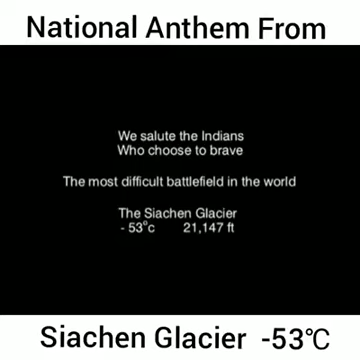 National Anthem From
We salute the Indians
Who choose to brave
The most difficult battlefield in the world
The Siachen Glacier
- 53°c 21,147 ft
Siachen Glacier -53℃